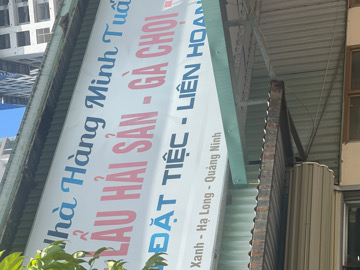 Nhà Hàng Minh Tuấ
LẨU HẢI SẢN - GÀ CHỌI -
ĐẶT TIỆC - LIÊN HOAN
Xanh - Hạ Long - Quảng Ninh